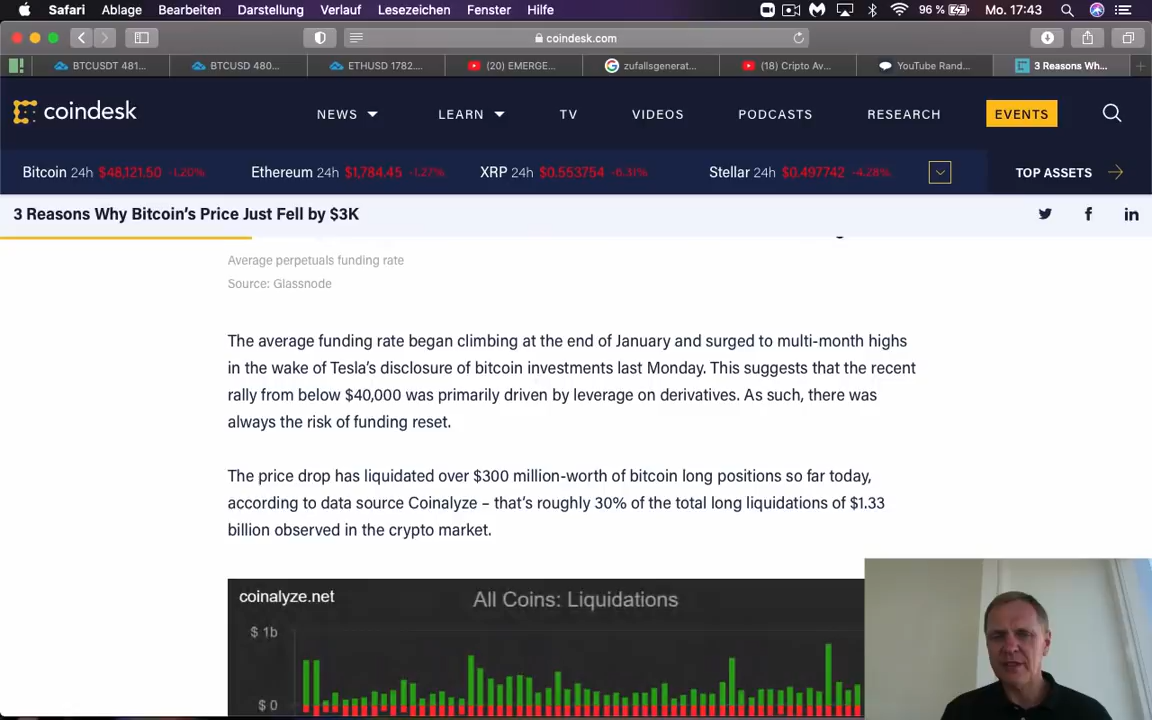 Safari Ablage Bearbeiten Darstellung Verlauf Lesezeichen Fenster Hilfe 96 % Mo. 17:43
coindesk.com
BTCUSDT 481... BTCUSD 480... ETHUSD 1782.... (20) EMERGE... zufallsgenerat... (18) Cripto Av... YouTube Rand... 3 Reasons Wh...
coindesk NEWS LEARN TV VIDEOS PODCASTS RESEARCH EVENTS
Bitcoin 24h $48,121.50 -1.20% Ethereum 24h $1,784.45 -1.27% XRP 24h $0.553754 -6.31% Stellar 24h $0.497742 -4.28% TOP ASSETS
3 Reasons Why Bitcoin's Price Just Fell by $3K
Average perpetuals funding rate
Source: Glassnode
The average funding rate began climbing at the end of January and surged to multi-month highs
in the wake of Tesla's disclosure of bitcoin investments last Monday. This suggests that the recent
rally from below $40,000 was primarily driven by leverage on derivatives. As such, there was
always the risk of funding reset.
The price drop has liquidated over $300 million-worth of bitcoin long positions so far today,
according to data source Coinalyze – that's roughly 30% of the total long liquidations of $1.33
billion observed in the crypto market.
coinalyze.net All Coins: Liquidations
$ 1b
$ 0